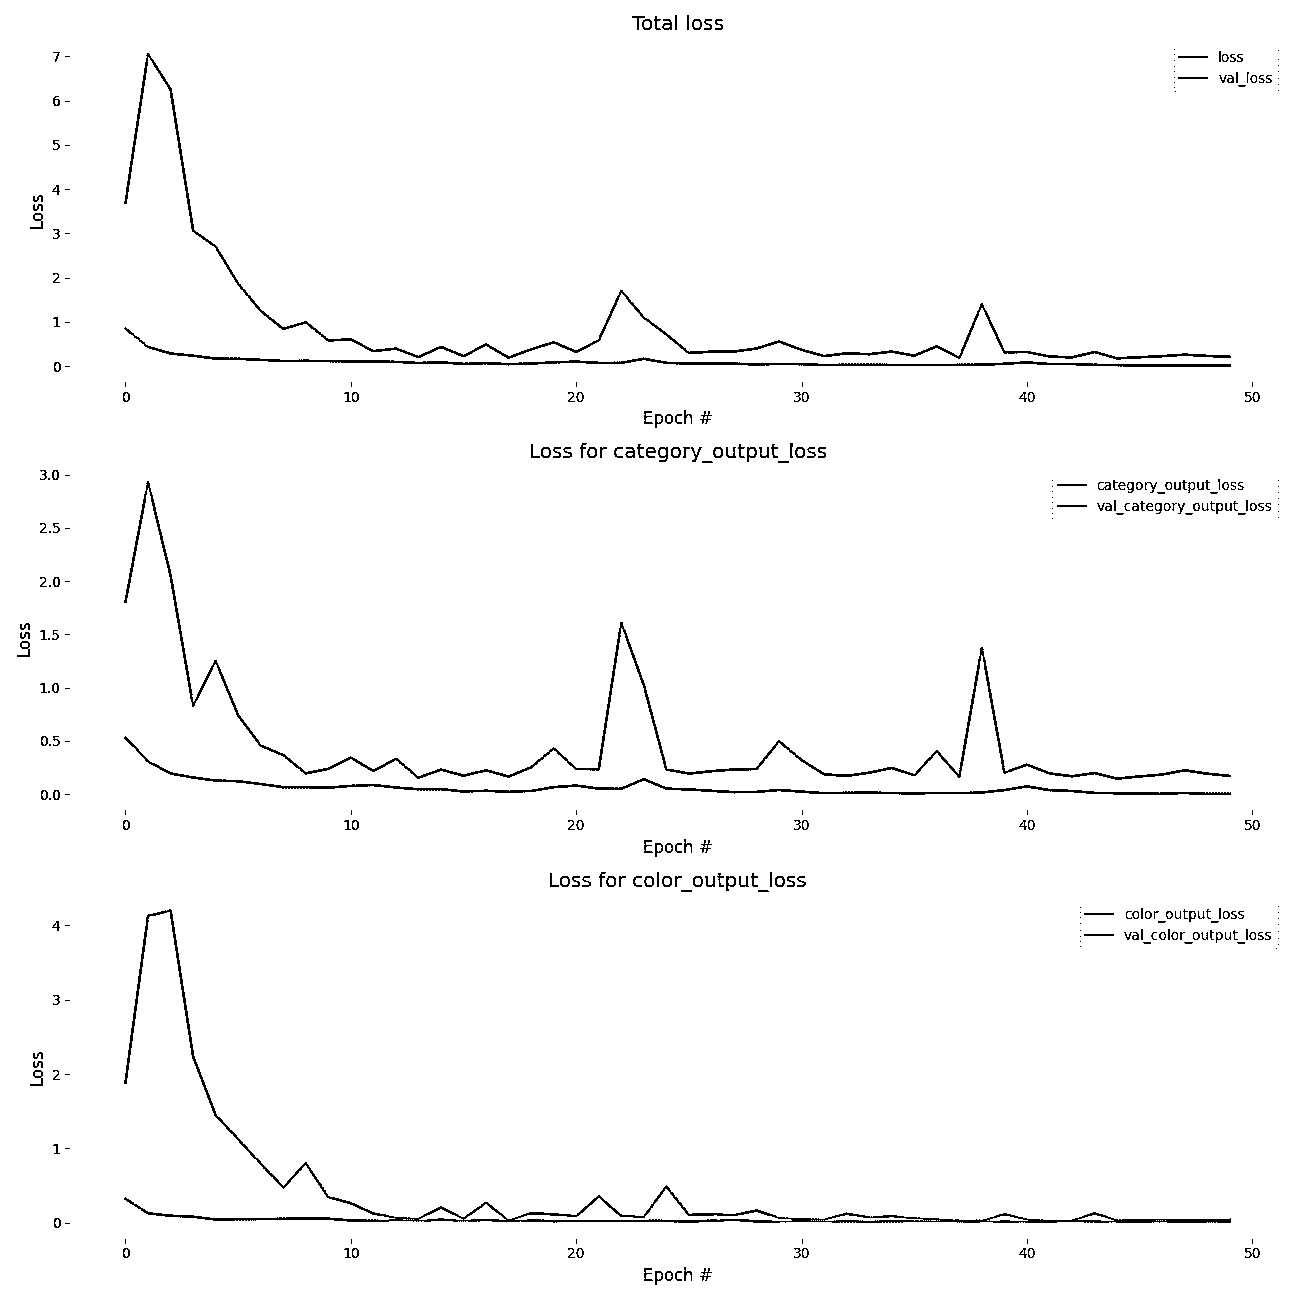 Total loss
loss
val_loss
7
6
5
4
3
2
1
0
Loss
0 10 20 30 40 50
Epoch #
Loss for category_output_loss
category_output_loss
val_category_output_loss
3.0
2.5
2.0
1.5
1.0
0.5
0.0
Loss
0 10 20 30 40 50
Epoch #
Loss for color_output_loss
color_output_loss
val_color_output_loss
4
3
2
1
0
Loss
0 10 20 30 40 50
Epoch #